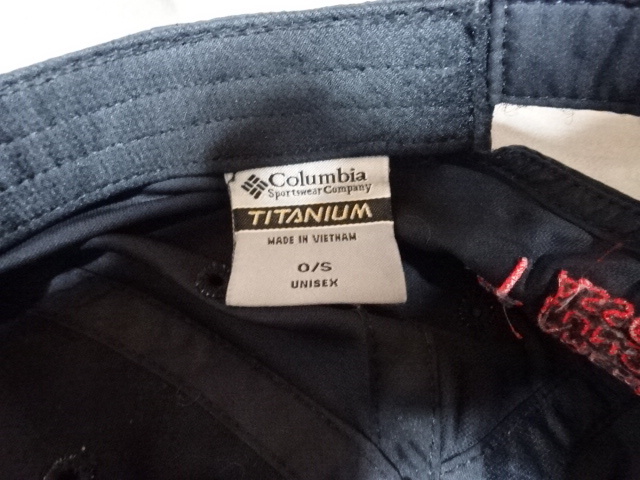 Columbia
Sportswear Company
TITANIUM
MADE IN VIETNAM
O/S
UNISEX